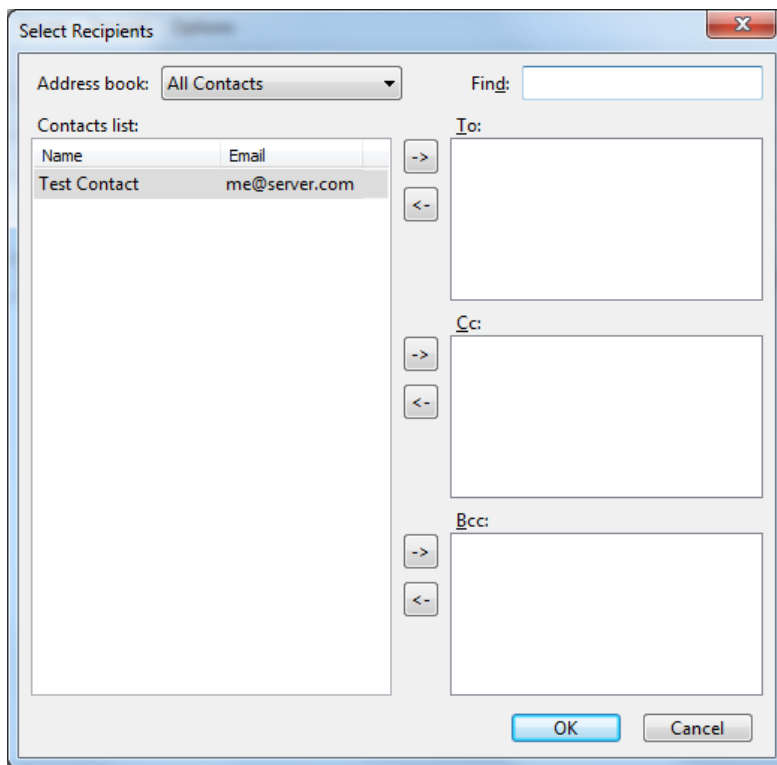 Select Recipients Options
Address book: All Contacts Find:
Contacts list: To:
Name Email ->
Test Contact me@server.com
<-
Cc:
->
<-
Bcc:
->
<-
OK Cancel